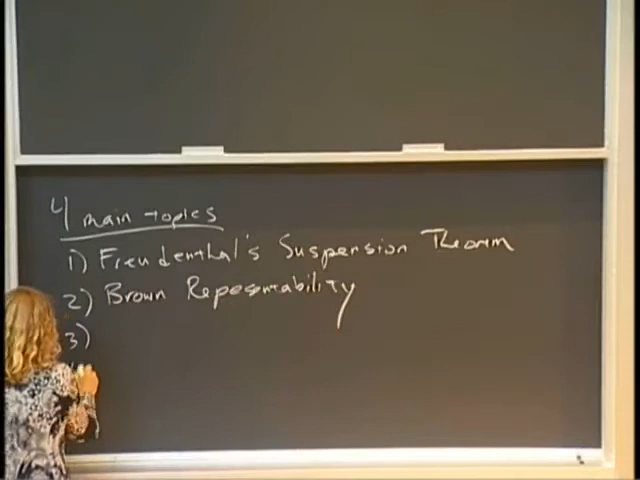 4 main topics
1) Freudenthal's Suspension Theorem
2) Brown Representability
3)